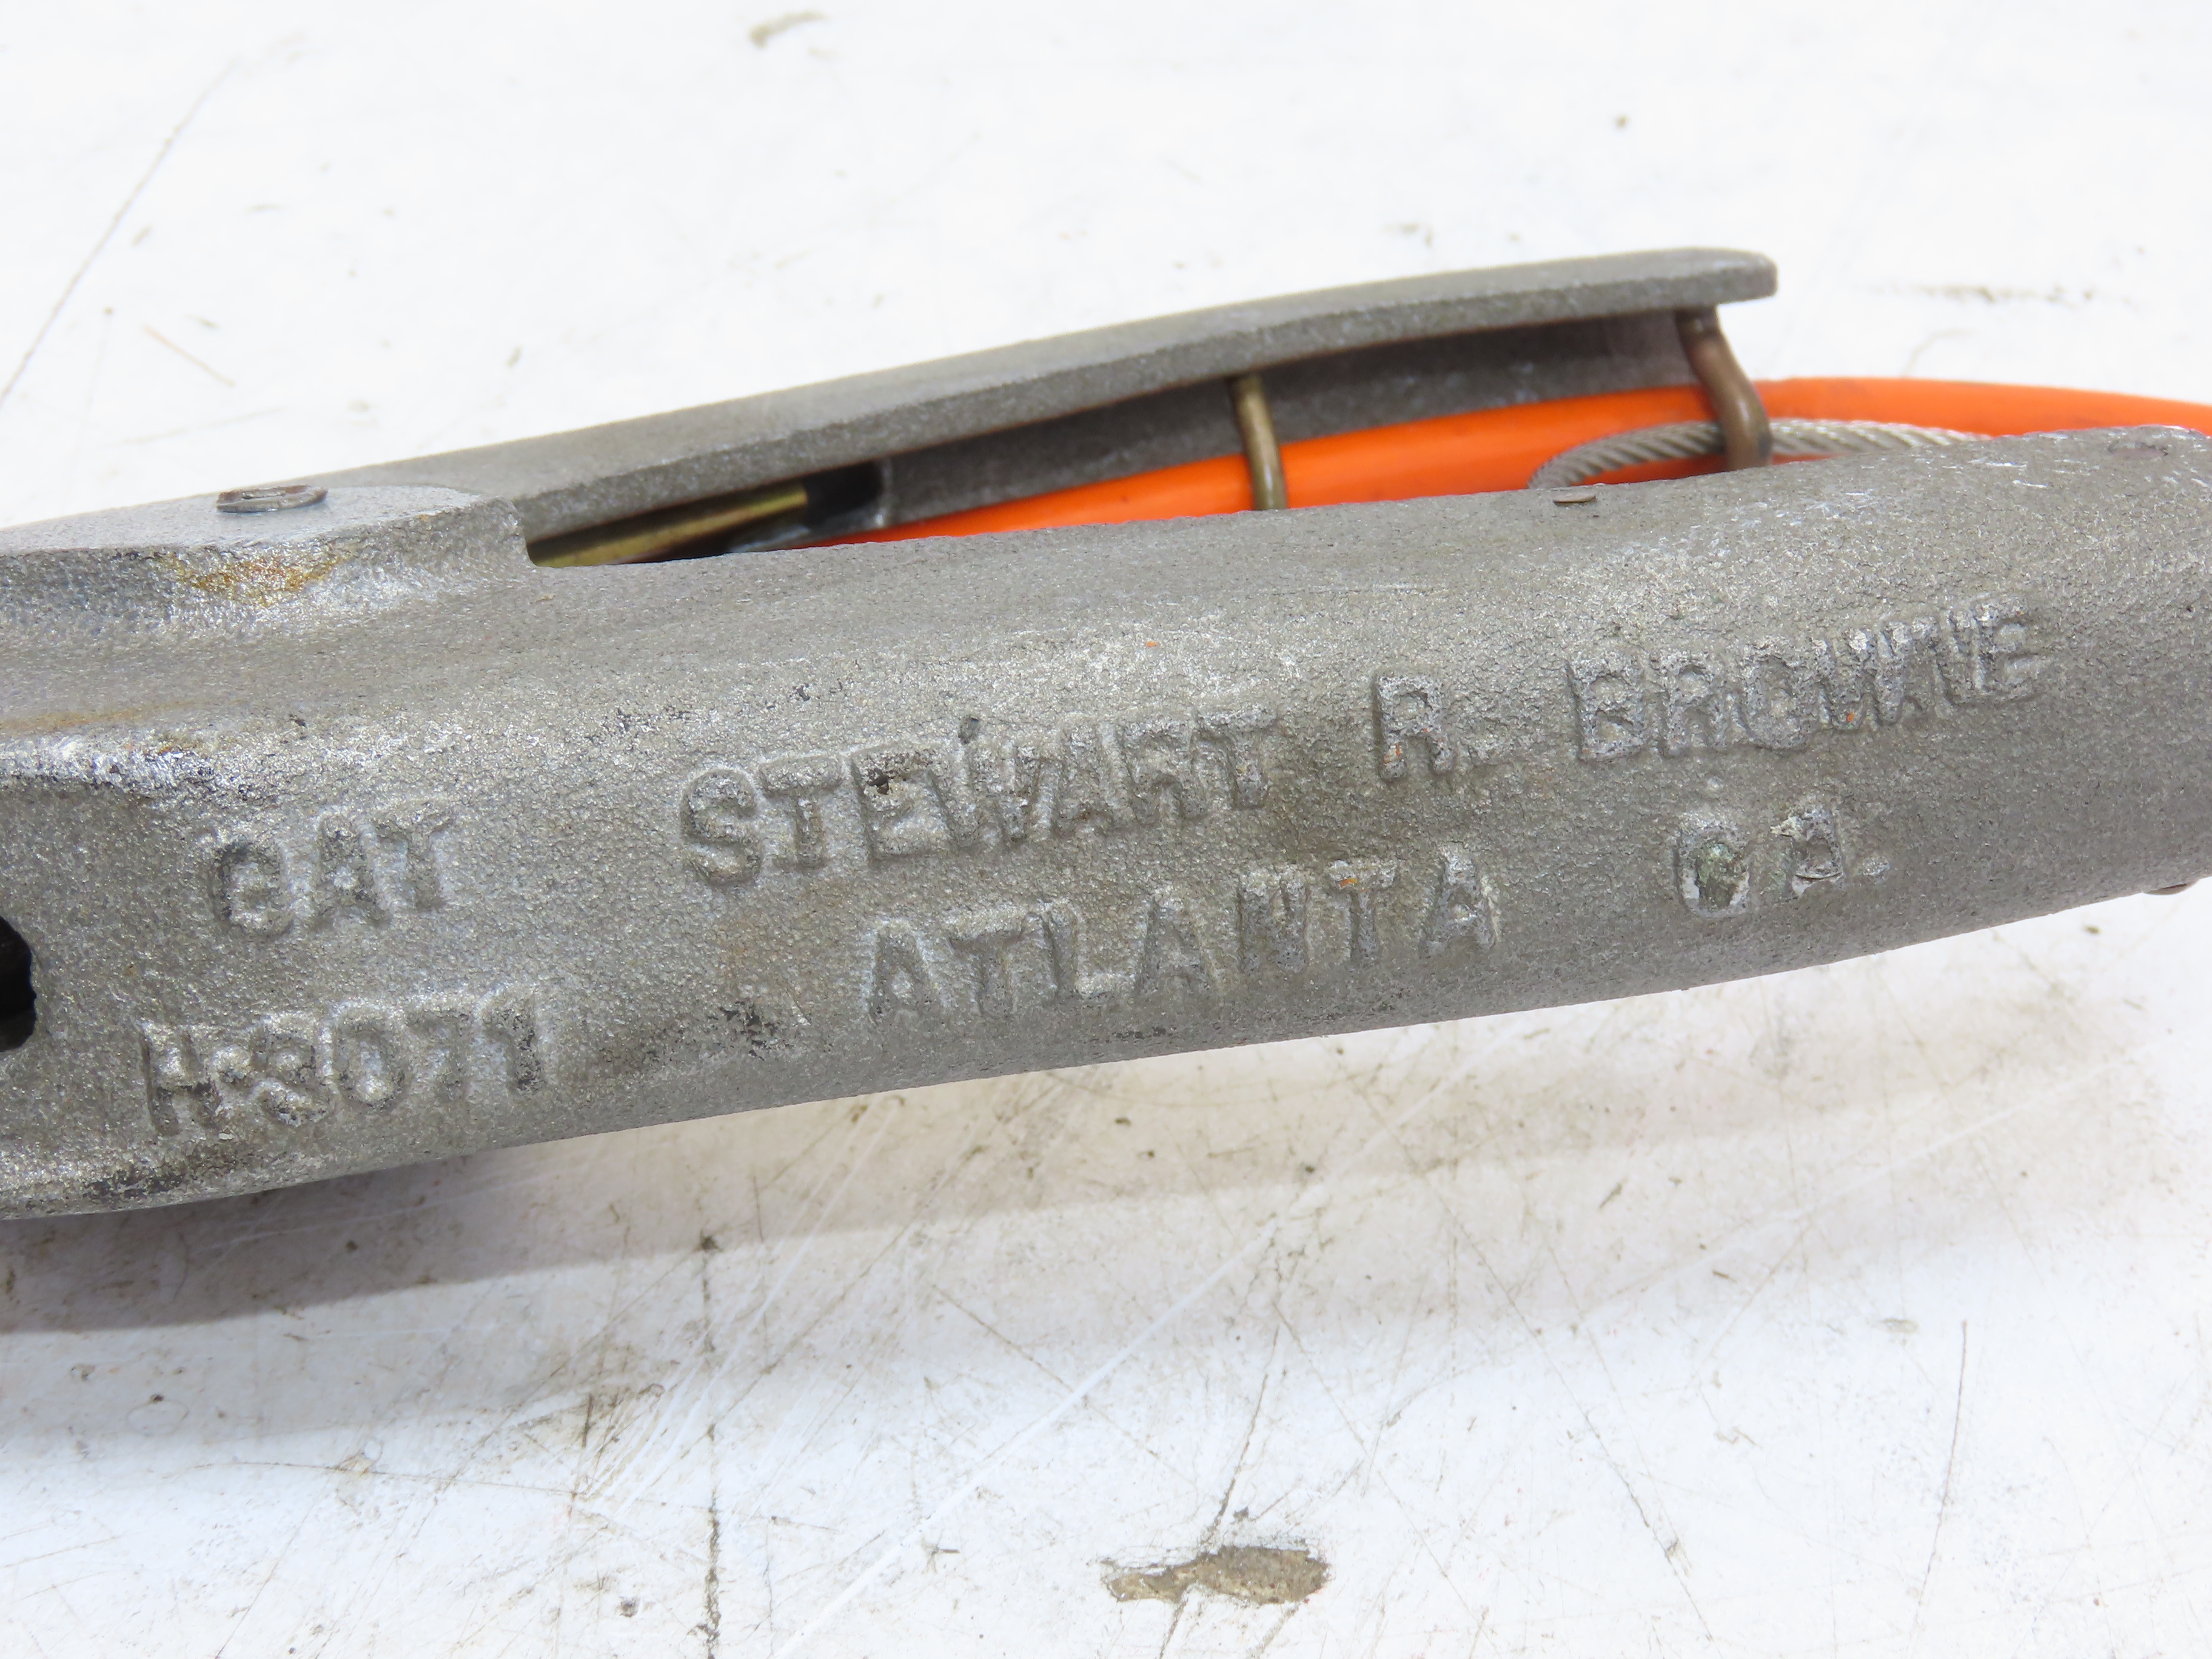 CAT
H-3071
STEWART R. BROWNE
ATLANTA GA.